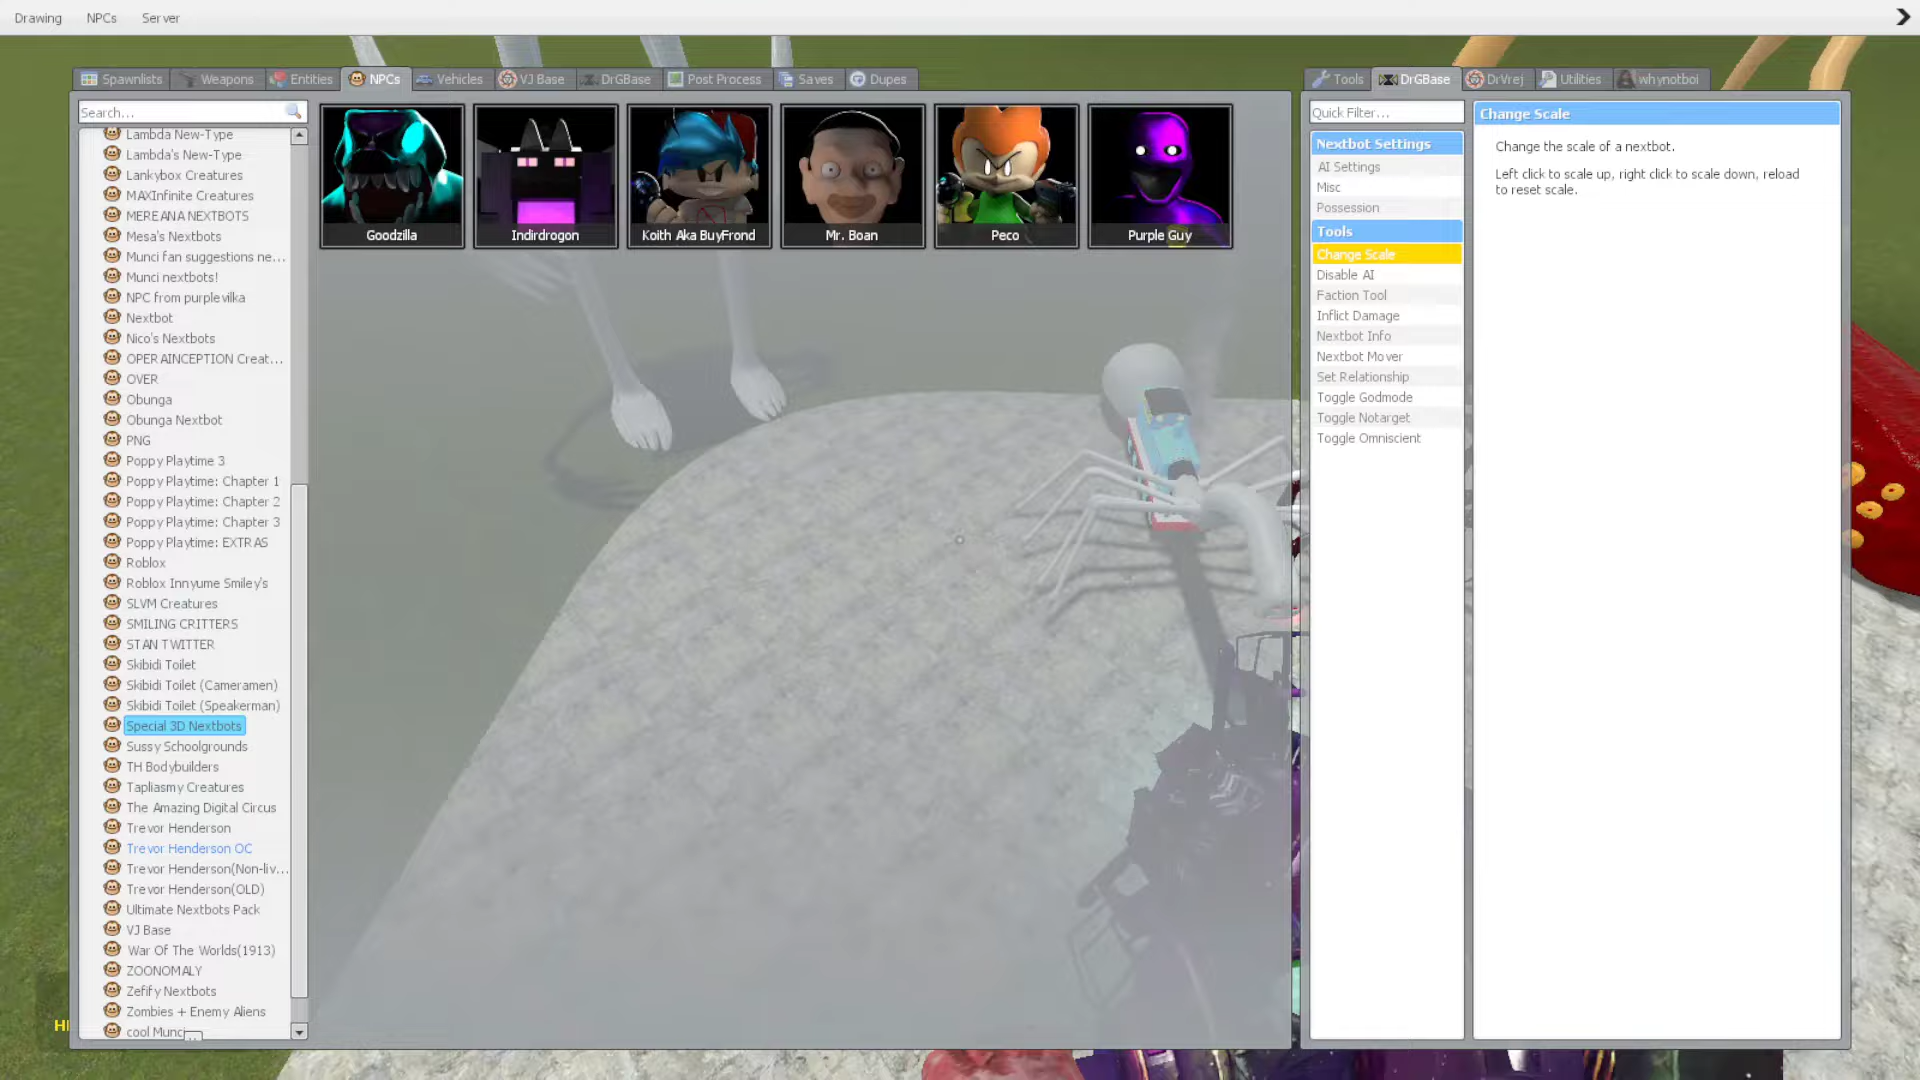 Drawing NPCs Server
Spawnlists Weapons Entities NPCs Vehicles VJ Base DrGBase Post Process Saves Dupes
Tools DrGBase DrVrej Utilities whynotboi
Search...
Lambda New-Type
Lambda's New-Type
Lankybox Creatures
MAXInfinite Creatures
MEREANA NEXTBOTS
Mesa's Nextbots
Munci fan suggestions ne...
Munci nextbots!
NPC from purplevilka
Nextbot
Nico's Nextbots
OPERAINCEPTION Creat...
OVER
Obunga
Obunga Nextbot
PNG
Poppy Playtime 3
Poppy Playtime: Chapter 1
Poppy Playtime: Chapter 2
Poppy Playtime: Chapter 3
Poppy Playtime: EXTRAS
Roblox
Roblox Innyume Smiley's
SLVM Creatures
SMILING CRITTERS
STAN TWITTER
Skibidi Toilet
Skibidi Toilet (Cameramen)
Skibidi Toilet (Speakerman)
Special 3D Nextbots
Sussy Schoolgrounds
TH Bodybuilders
Tapliasmy Creatures
The Amazing Digital Circus
Trevor Henderson
Trevor Henderson OC
Trevor Henderson(Non-liv...
Trevor Henderson(OLD)
Ultimate Nextbots Pack
VJ Base
War Of The Worlds(1913)
ZOONOMALY
Zefify Nextbots
Zombies + Enemy Aliens
cool Munci
Goodzilla
Indirdrogon
Koith Aka BuyFrond
Mr. Boan
Peco
Purple Guy
Quick Filter...
Nextbot Settings
AI Settings
Misc
Possession
Tools
Change Scale
Disable AI
Faction Tool
Inflict Damage
Nextbot Info
Nextbot Mover
Set Relationship
Toggle Godmode
Toggle Notarget
Toggle Omniscient
Change Scale
Change the scale of a nextbot.
Left click to scale up, right click to scale down, reload
to reset scale.